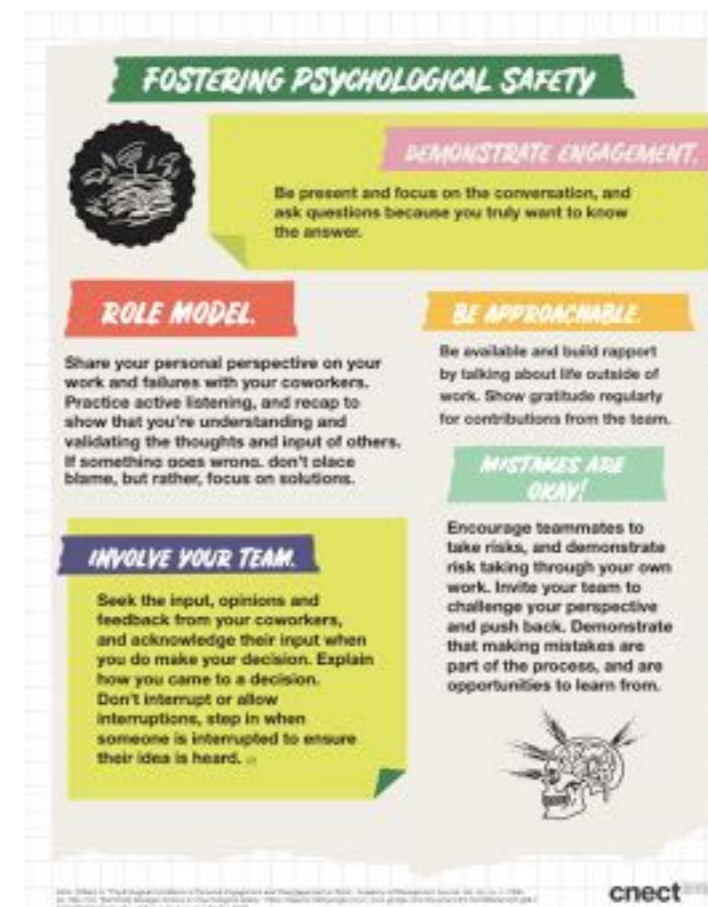 FOSTERING PSYCHOLOGICAL SAFETY
DEMONSTRATE ENGAGEMENT.
Be present and focus on the conversation, and
ask questions because you truly want to know
the answer.
ROLE MODEL.
Share your personal perspective on your
work and failures with your coworkers.
Practice active listening, and recap to
show that you're understanding and
validating the thoughts and input of others.
If something goes wrong, don't place
blame, but rather, focus on solutions.
BE APPROACHABLE.
Be available and build rapport
by talking about life outside of
work. Show gratitude regularly
for contributions from the team.
MISTAKES ARE
OKAY!
Encourage teammates to
take risks, and demonstrate
risk taking through your own
work. Invite your team to
challenge your perspective
and push back. Demonstrate
that making mistakes are
part of the process, and are
opportunities to learn from.
INVOLVE YOUR TEAM.
Seek the input, opinions and
feedback from your coworkers,
and acknowledge their input when
you do make your decision. Explain
how you came to a decision.
Don't interrupt or allow
interruptions, step in when
someone is interrupted to ensure
their idea is heard.
cnect